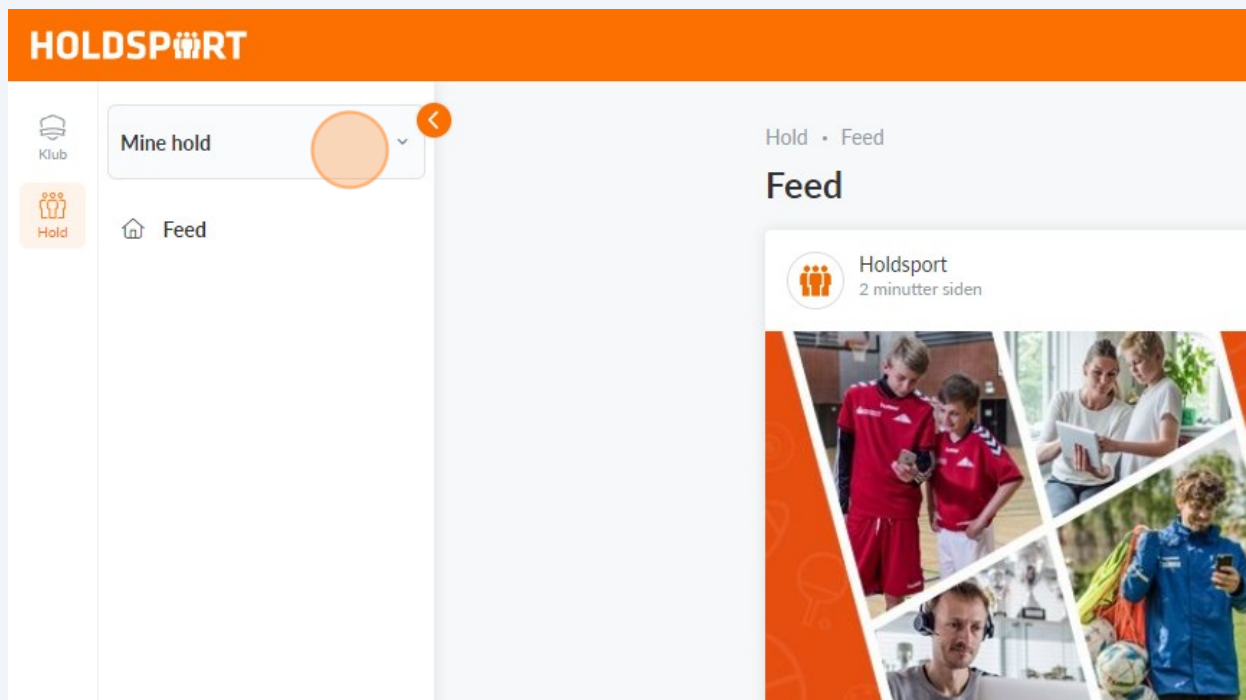 HOLDSPORT
Klub
Hold
Mine hold
Feed
Hold • Feed
Feed
Holdsport
2 minutter siden